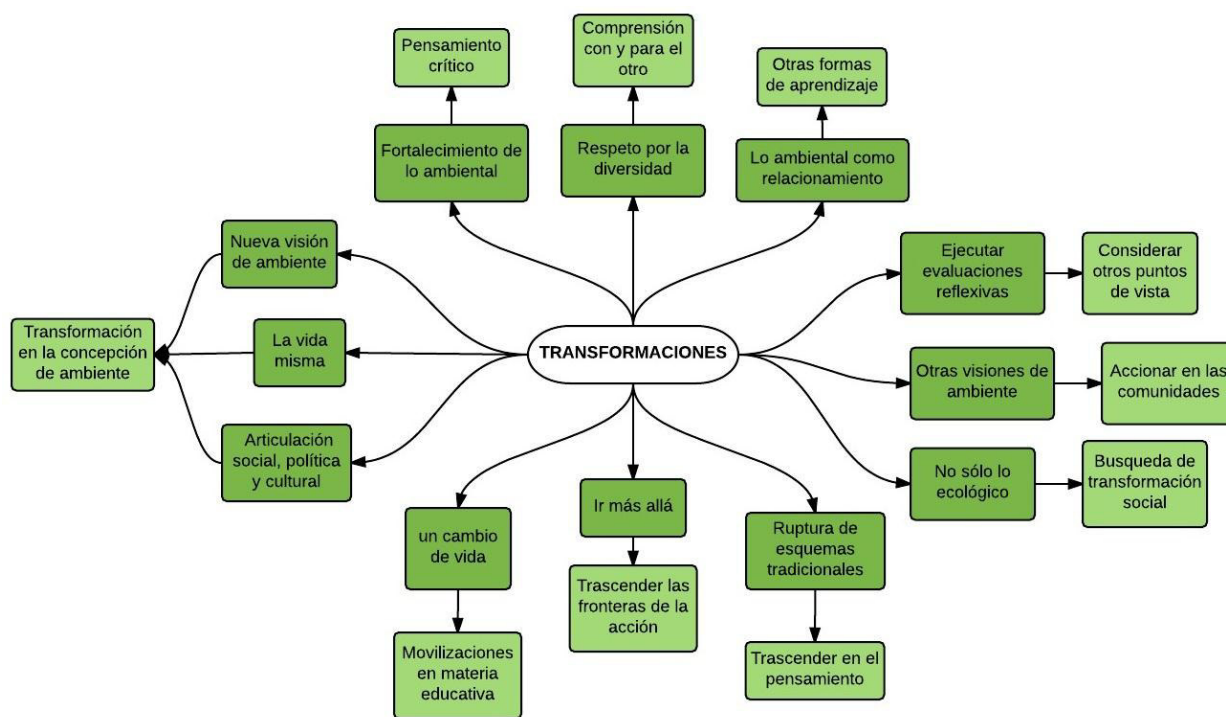 Pensamiento
crítico
Comprensión
con y para el
otro
Otras formas
de aprendizaje
Fortalecimiento de
lo ambiental
Respeto por la
diversidad
Lo ambiental como
relacionamiento
Nueva visión
de ambiente
Ejecutar
evaluaciones
reflexivas
Considerar
otros puntos
de vista
Transformación
en la concepción
de ambiente
La vida
misma
TRANSFORMACIONES
Otras visiones de
ambiente
Accionar en las
comunidades
Articulación
social, política
y cultural
No sólo lo
ecológico
Busqueda de
transformación
social
un cambio
de vida
Ir más allá
Ruptura de
esquemas
tradicionales
Trascender las
fronteras de la
acción
Movilizaciones
en materia
educativa
Trascender en el
pensamiento